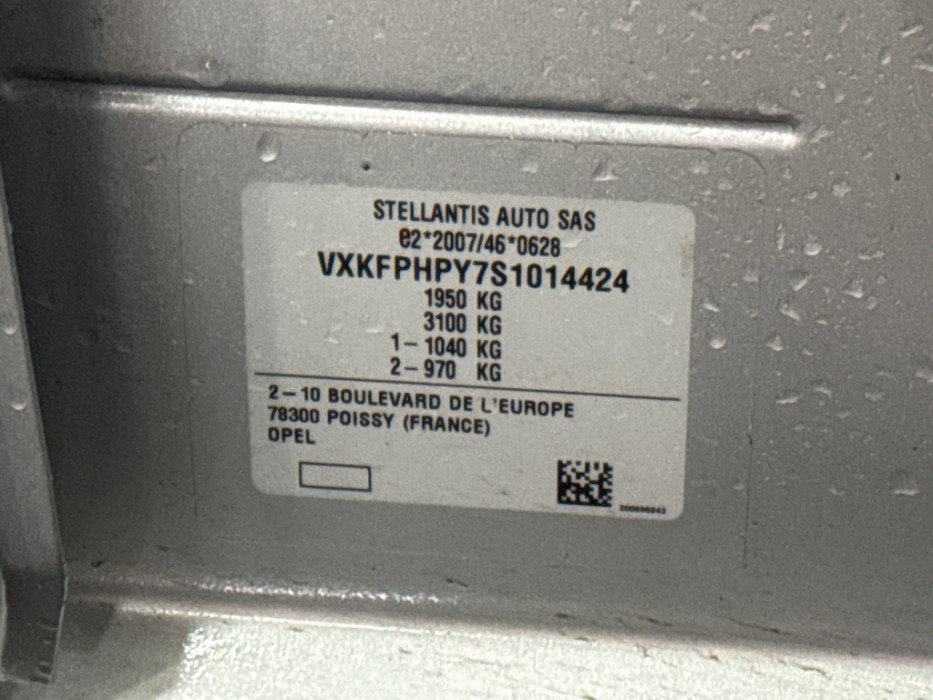 STELLANTIS AUTO SAS
e2*2007/46*0628
VXKFPHPY7S1014424
1950 KG
3100 KG
1- 1040 KG
2- 970 KG
2-10 BOULEVARD DE L'EUROPE
78300 POISSY (FRANCE)
OPEL